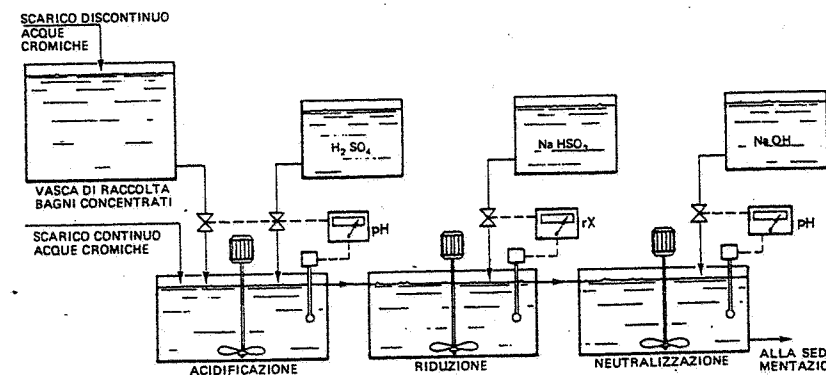 SCARICO DISCONTINUO
ACQUE
CROMICHE
H₂ SO₄
Na HSO₃
Na OH
VASCA DI RACCOLTA
BAGNI CONCENTRATI
pH
rX
pH
SCARICO CONTINUO
ACQUE CROMICHE
ACIDIFICAZIONE
RIDUZIONE
NEUTRALIZZAZIONE
ALLA SED
MENTAZIO